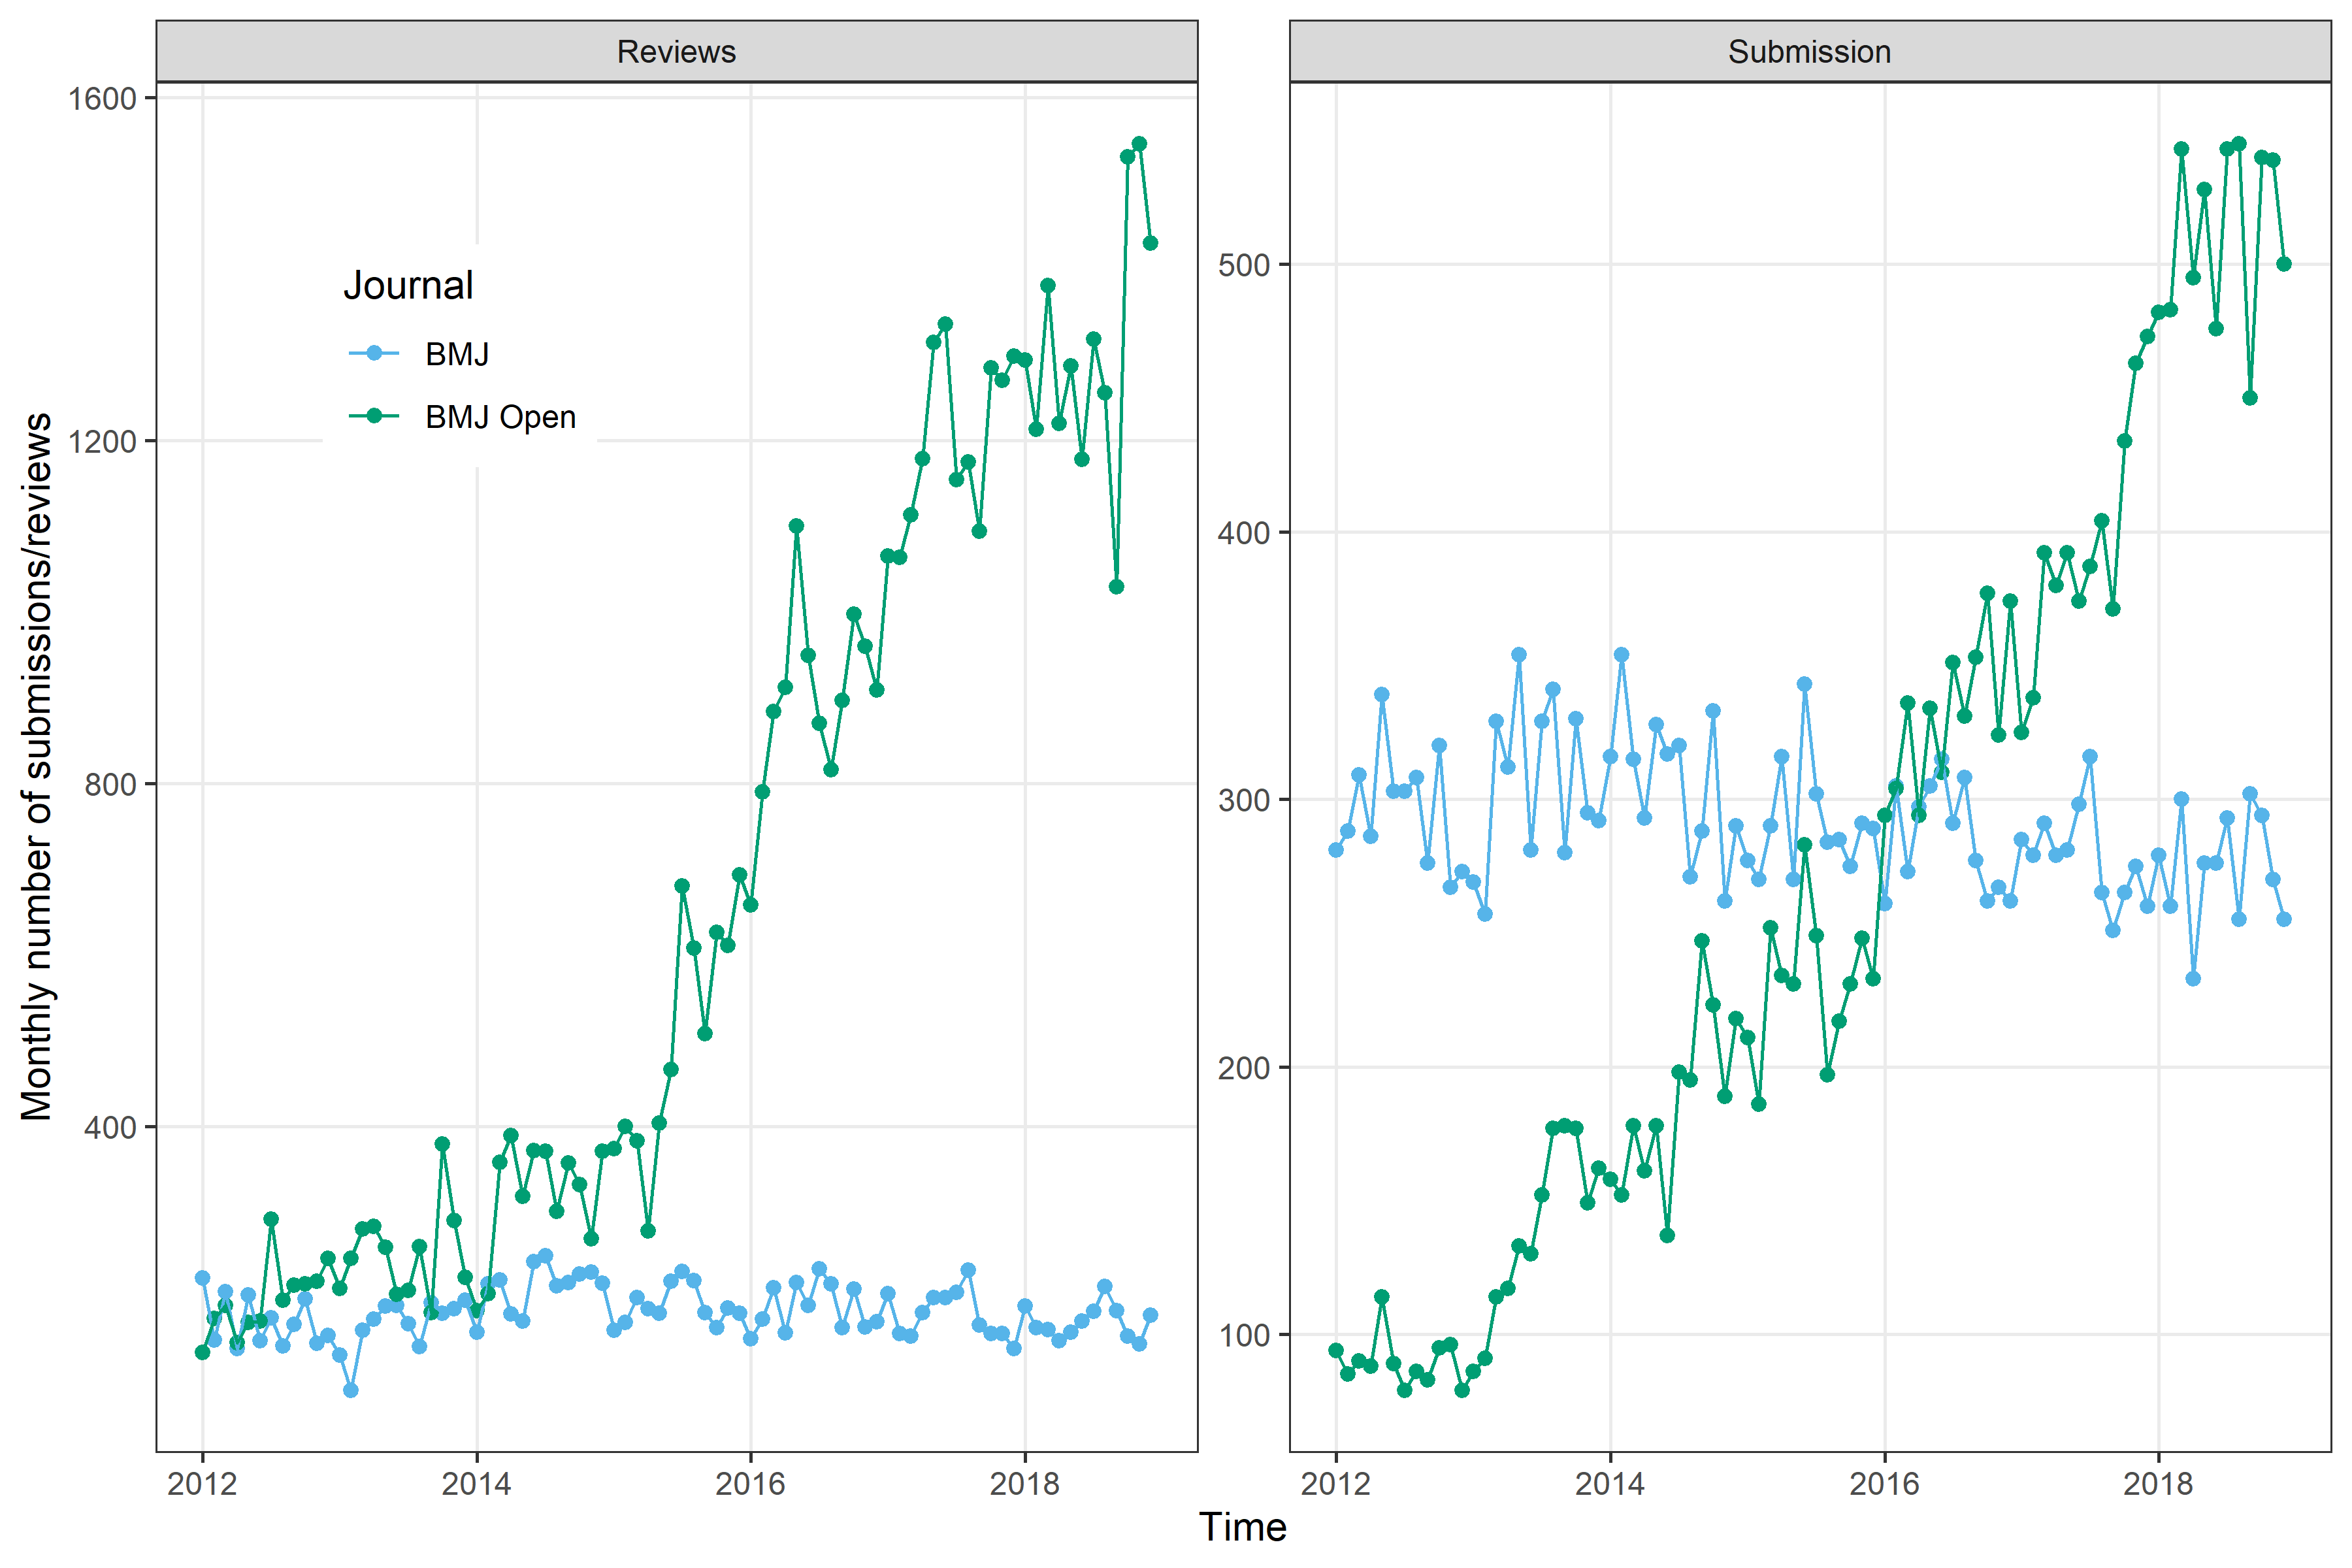 Reviews
Submission
Monthly number of submissions/reviews
1600
1200
800
400
Journal
BMJ
BMJ Open
2012
2014
2016
2018
500
400
300
200
100
2012
2014
2016
2018
Time